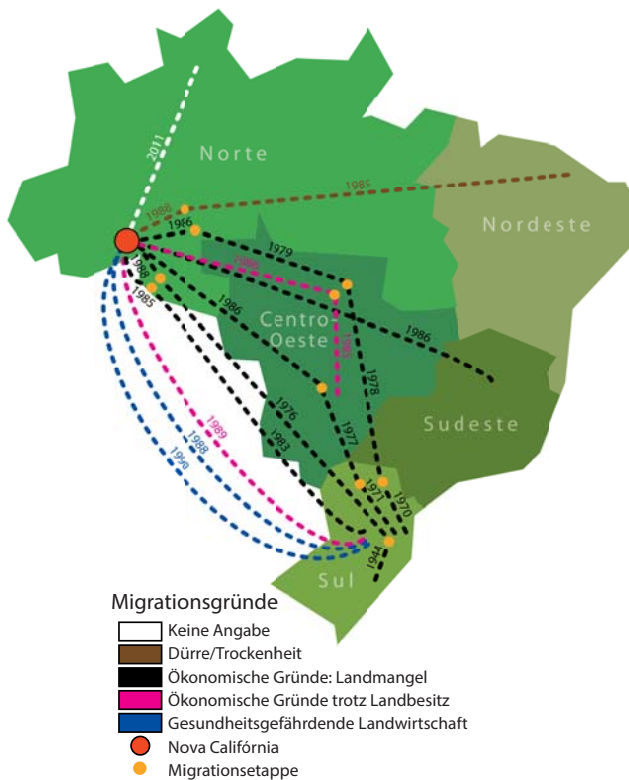 Norte
2011
Nordeste
1985
1988
1986
1979
1988
1985
1986
Centro-
Oeste
1985
1986
1978
1976
1983
1977
Sudeste
1989
1988
1990
1971
1970
1944
Sul
Migrationsgründe
Keine Angabe
Dürre/Trockenheit
Ökonomische Gründe: Landmangel
Ökonomische Gründe trotz Landbesitz
Gesundheitsgefährdende Landwirtschaft
Nova Califórnia
Migrationsetappe